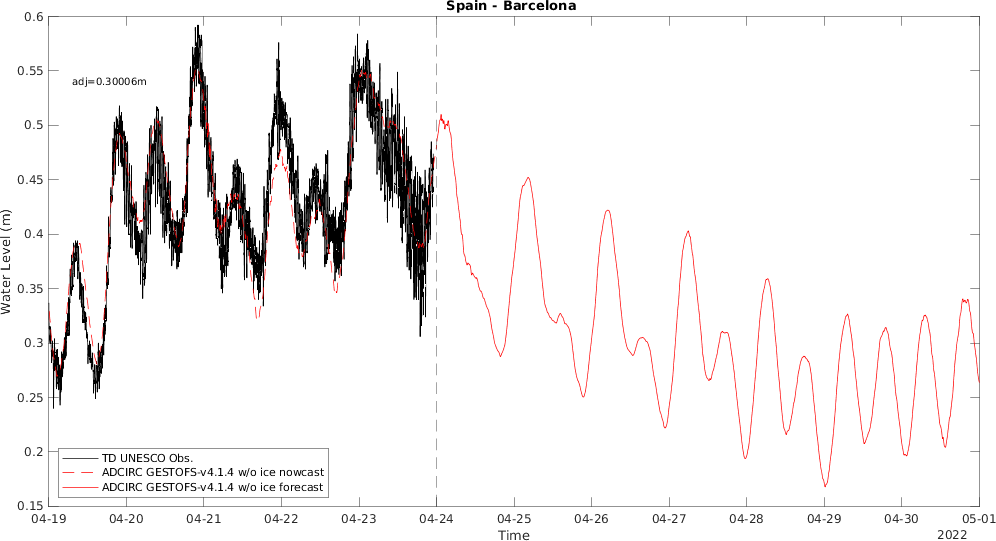 Spain - Barcelona
0.6
0.55
0.5
0.45
0.4
0.35
0.3
0.25
0.2
0.15
Water Level (m)
adj=0.30006m
TD UNESCO Obs.
ADCIRC GESTOFS-v4.1.4 w/o ice nowcast
ADCIRC GESTOFS-v4.1.4 w/o ice forecast
04-19 04-20 04-21 04-22 04-23 04-24 04-25 04-26 04-27 04-28 04-29 04-30 05-01
Time
2022